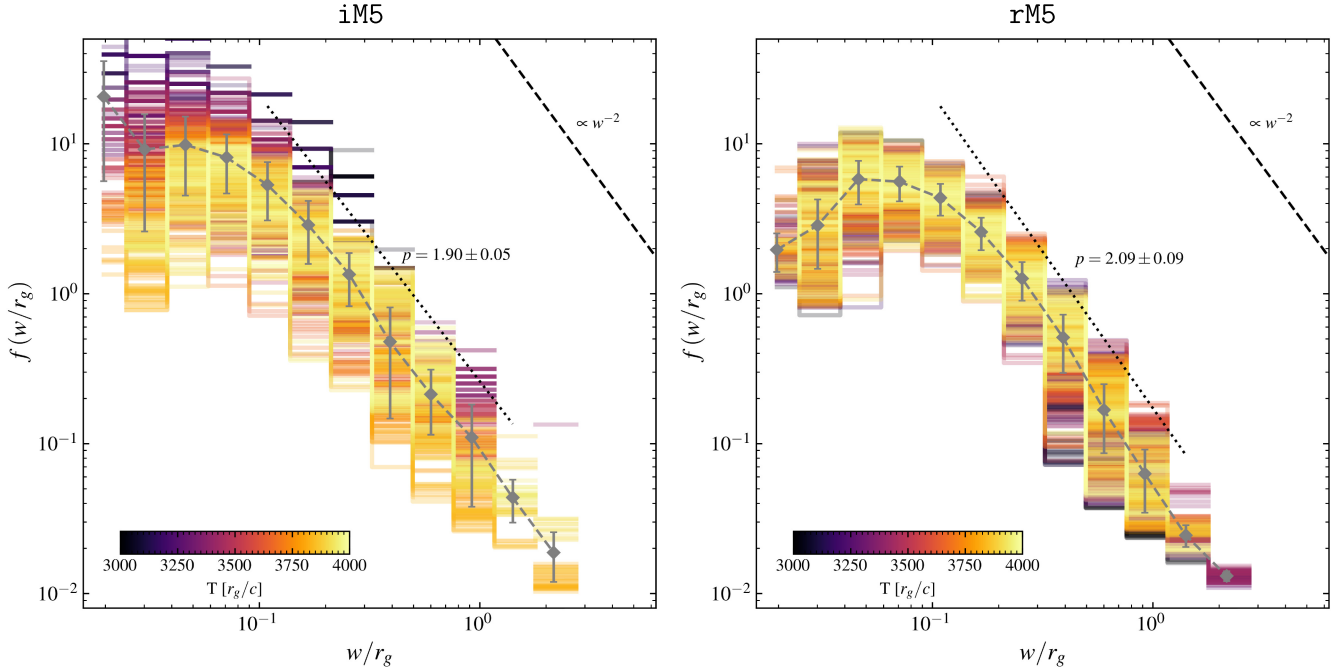 iM5
rM5
f (w/r_g)
10^1
10^0
10^{-1}
10^{-2}
∝ w^{-2}
p = 1.90 ± 0.05
3000 3250 3500 3750 4000
T [r_g/c]
10^{-1} 10^0
w/r_g
f (w/r_g)
10^1
10^0
10^{-1}
10^{-2}
∝ w^{-2}
p = 2.09 ± 0.09
3000 3250 3500 3750 4000
T [r_g/c]
10^{-1} 10^0
w/r_g